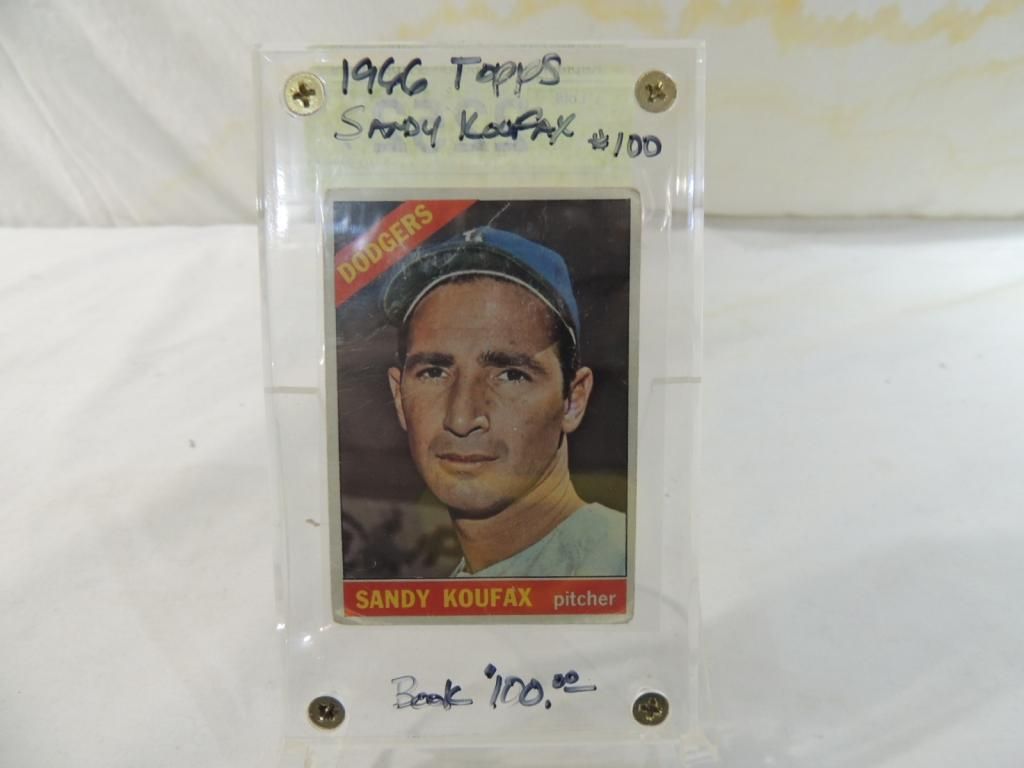 1966 Topps
SANDY KOUFAX #100
DODGERS
SANDY KOUFAX pitcher
Book $100.00